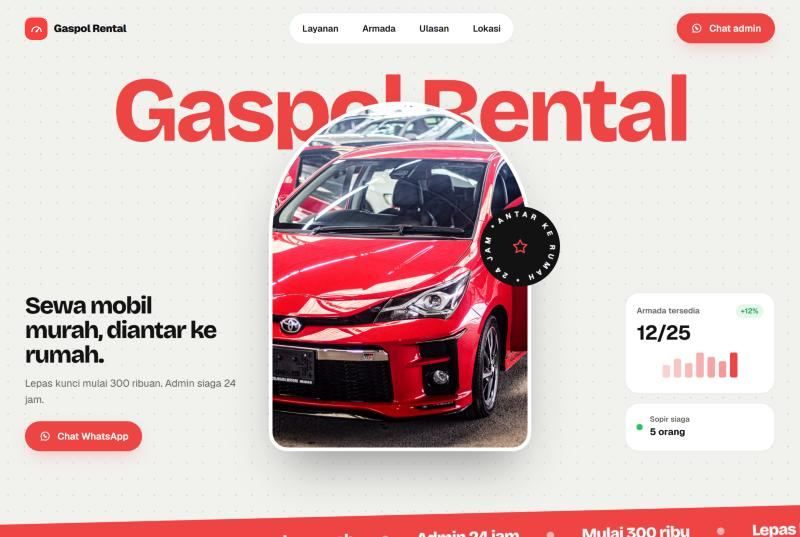 Gaspol Rental
Layanan
Armada
Ulasan
Lokasi
Chat admin
Gaspol Rental
ANTAR KE RUMAH • 24 JAM •
Sewa mobil
murah, diantar ke
rumah.
Lepas kunci mulai 300 ribuan. Admin siaga 24
jam.
Chat WhatsApp
Armada tersedia
+12%
12/25
Sopir siaga
5 orang
Admin 24 jam
Mulai 300 ribu
Lepas